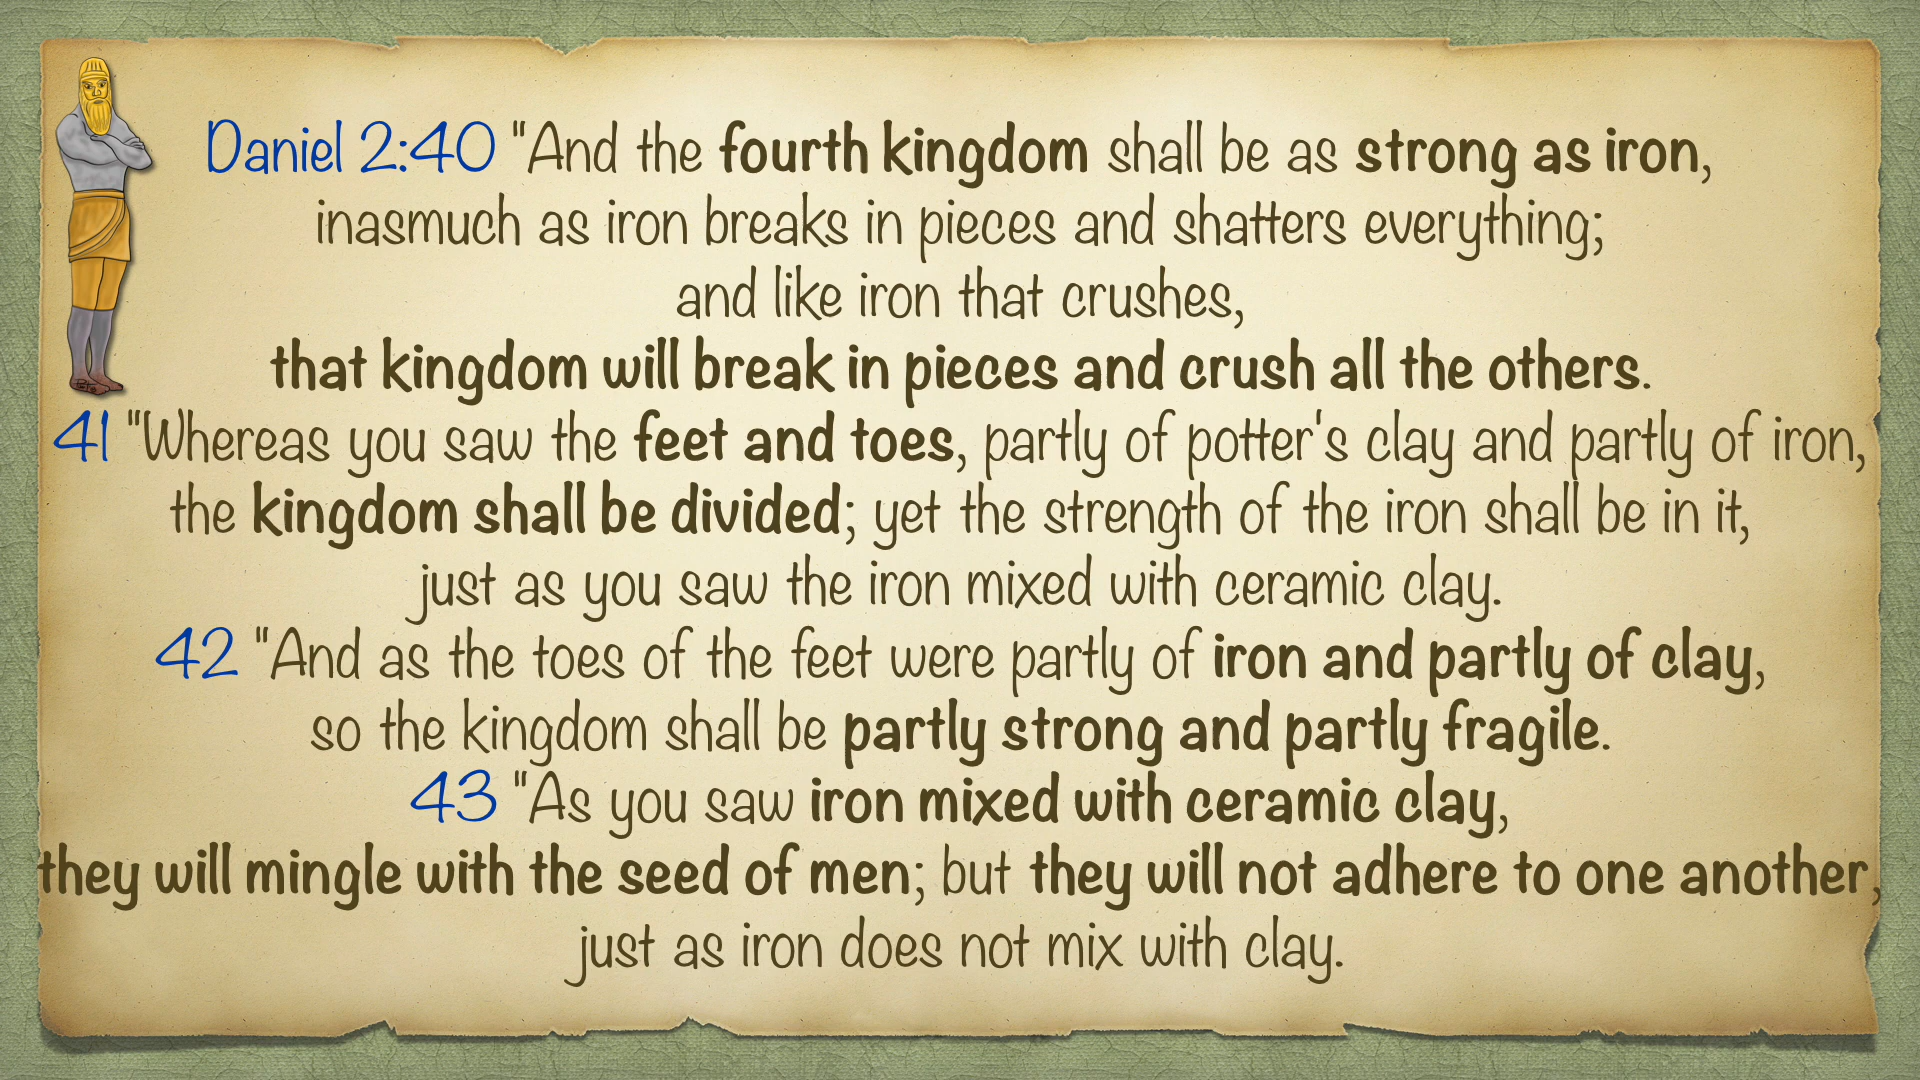 Daniel 2:40 "And the fourth kingdom shall be as strong as iron,
inasmuch as iron breaks in pieces and shatters everything;
and like iron that crushes,
that kingdom will break in pieces and crush all the others.
41 "Whereas you saw the feet and toes, partly of potter's clay and partly of iron,
the kingdom shall be divided; yet the strength of the iron shall be in it,
just as you saw the iron mixed with ceramic clay.
42 "And as the toes of the feet were partly of iron and partly of clay,
so the kingdom shall be partly strong and partly fragile.
43 "As you saw iron mixed with ceramic clay,
they will mingle with the seed of men; but they will not adhere to one another,
just as iron does not mix with clay.